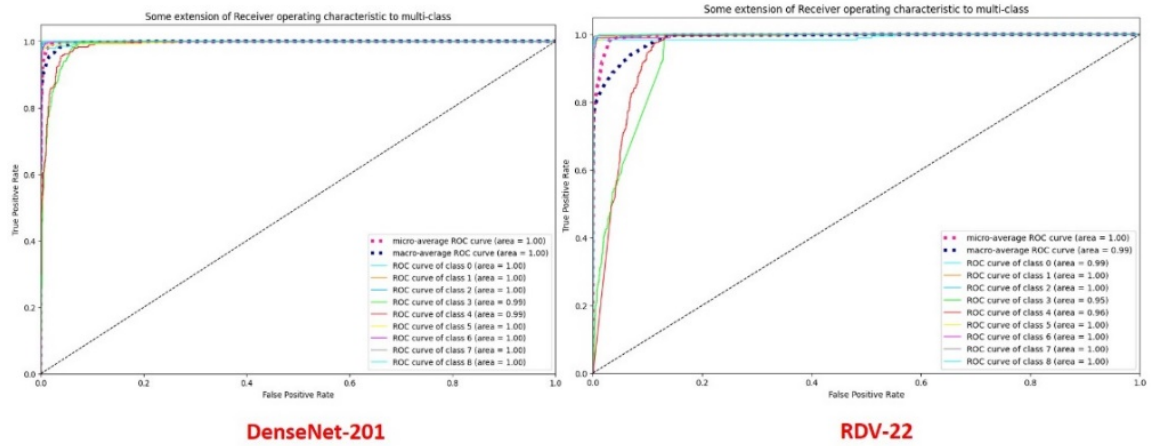 Some extension of Receiver operating characteristic to multi-class
1.0
0.8
0.6
0.4
0.2
0.0
True Positive Rate
micro-average ROC curve (area = 1.00)
macro-average ROC curve (area = 1.00)
ROC curve of class 0 (area = 1.00)
ROC curve of class 1 (area = 1.00)
ROC curve of class 2 (area = 1.00)
ROC curve of class 3 (area = 0.99)
ROC curve of class 4 (area = 0.99)
ROC curve of class 5 (area = 1.00)
ROC curve of class 6 (area = 1.00)
ROC curve of class 7 (area = 1.00)
ROC curve of class 8 (area = 1.00)
0.0 0.2 0.4 0.6 0.8 1.0
False Positive Rate
DenseNet-201
Some extension of Receiver operating characteristic to multi-class
1.0
0.8
0.6
0.4
0.2
0.0
True Positive Rate
micro-average ROC curve (area = 1.00)
macro-average ROC curve (area = 0.99)
ROC curve of class 0 (area = 0.99)
ROC curve of class 1 (area = 1.00)
ROC curve of class 2 (area = 1.00)
ROC curve of class 3 (area = 0.95)
ROC curve of class 4 (area = 0.96)
ROC curve of class 5 (area = 1.00)
ROC curve of class 6 (area = 1.00)
ROC curve of class 7 (area = 1.00)
ROC curve of class 8 (area = 1.00)
0.0 0.2 0.4 0.6 0.8 1.0
False Positive Rate
RDV-22